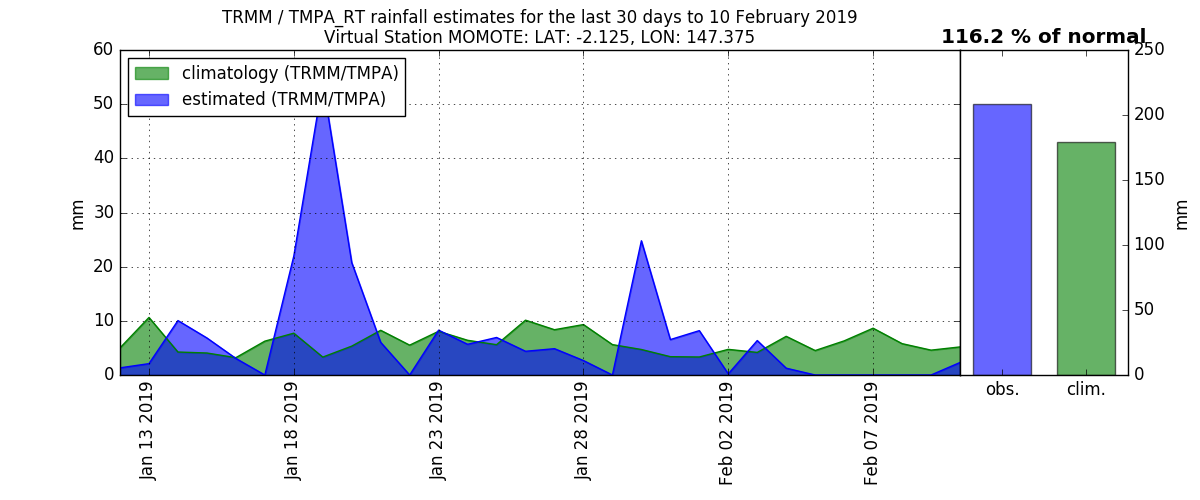 TRMM / TMPA_RT rainfall estimates for the last 30 days to 10 February 2019
Virtual Station MOMOTE: LAT: -2.125, LON: 147.375
116.2 % of normal
climatology (TRMM/TMPA)
estimated (TRMM/TMPA)
60
50
40
30
20
10
0
mm
Jan 13 2019
Jan 18 2019
Jan 23 2019
Jan 28 2019
Feb 02 2019
Feb 07 2019
250
200
150
100
50
0
mm
obs.
clim.